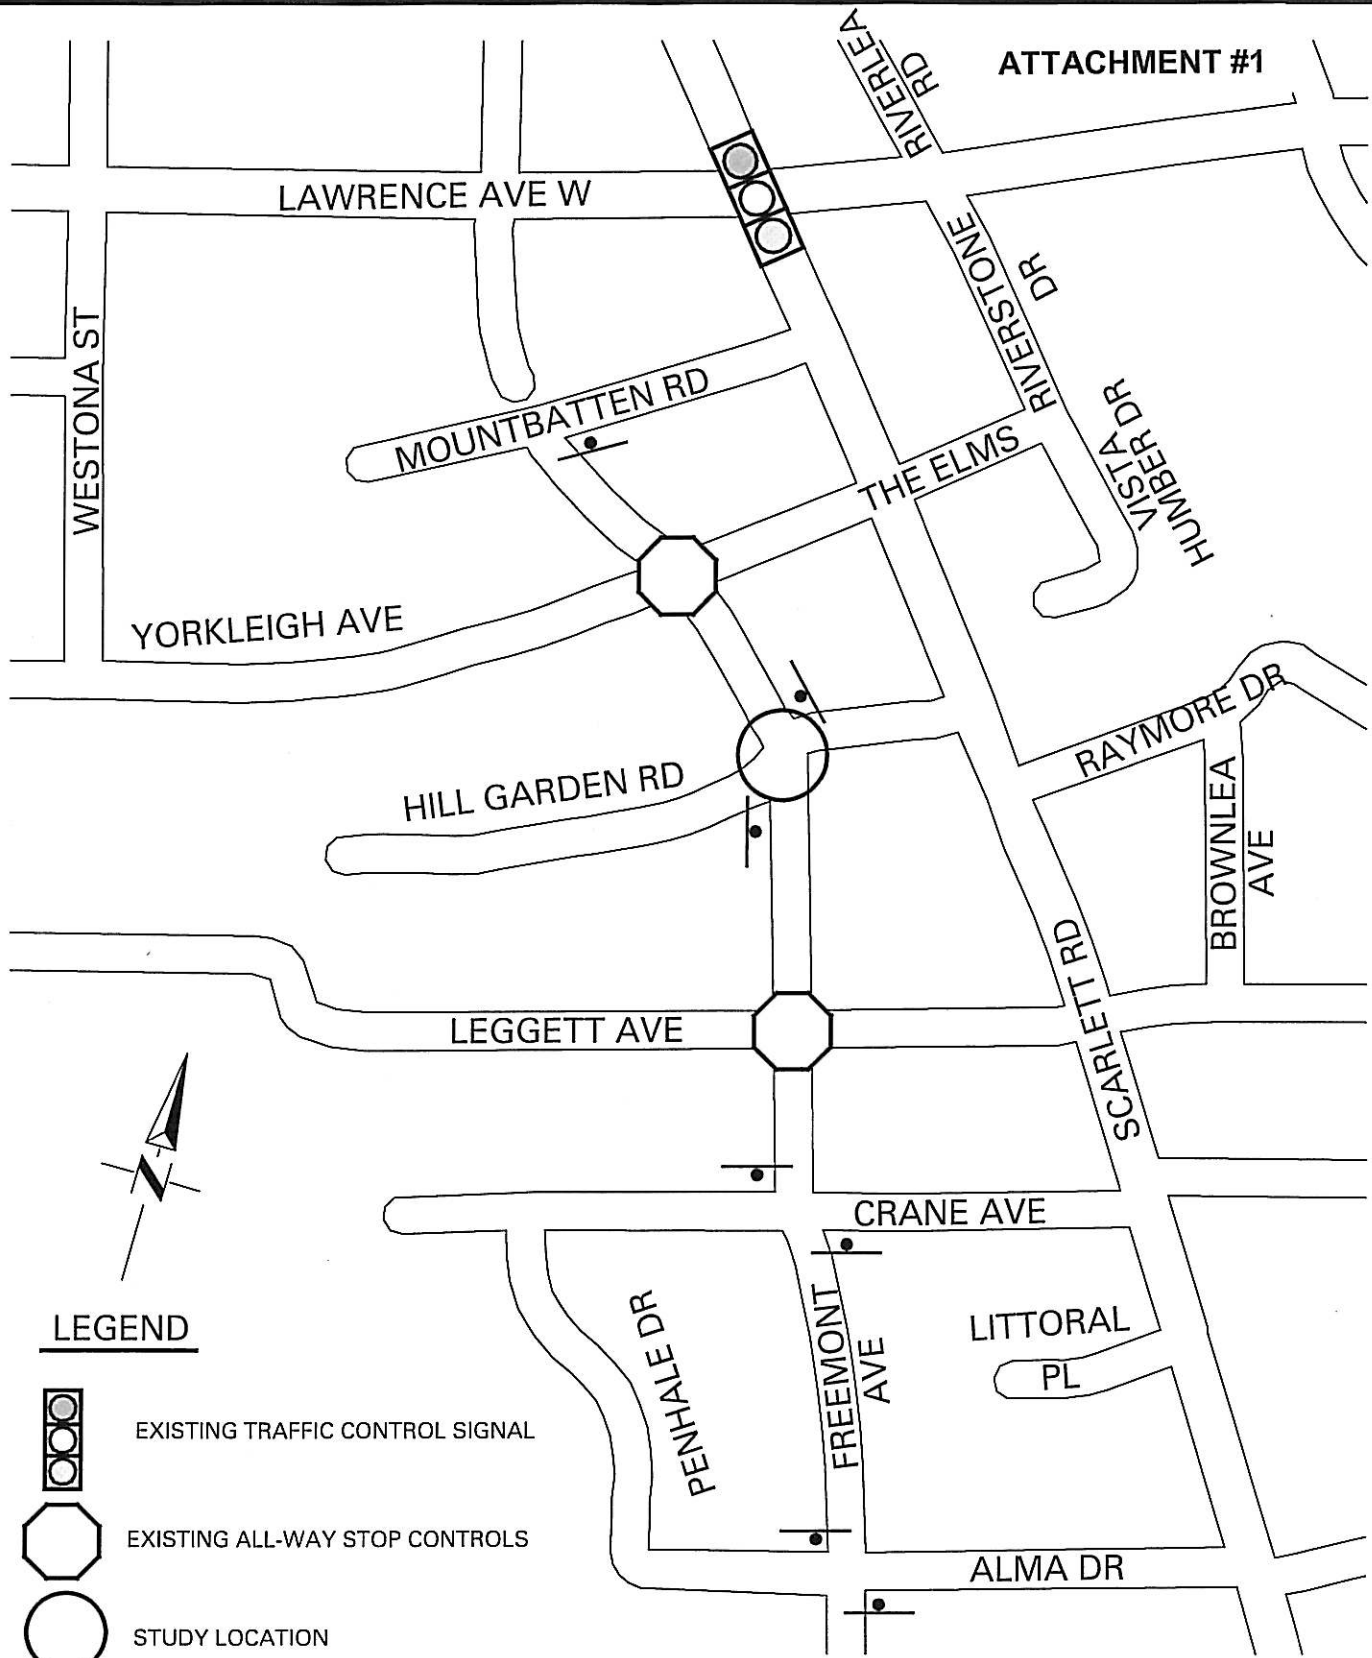 ATTACHMENT #1
RIVERLEA
RD
LAWRENCE AVE W
RIVERSTONE
DR
WESTONA ST
MOUNTBATTEN RD
THE ELMS
HUMBER DR
VISTA
YORKLEIGH AVE
RAYMORE DR
HILL GARDEN RD
BROWNLEA
AVE
SCARLETT RD
LEGGETT AVE
N
CRANE AVE
PENHALE DR
FREEMONT
AVE
LITTORAL
PL
ALMA DR
LEGEND
EXISTING TRAFFIC CONTROL SIGNAL
EXISTING ALL-WAY STOP CONTROLS
STUDY LOCATION